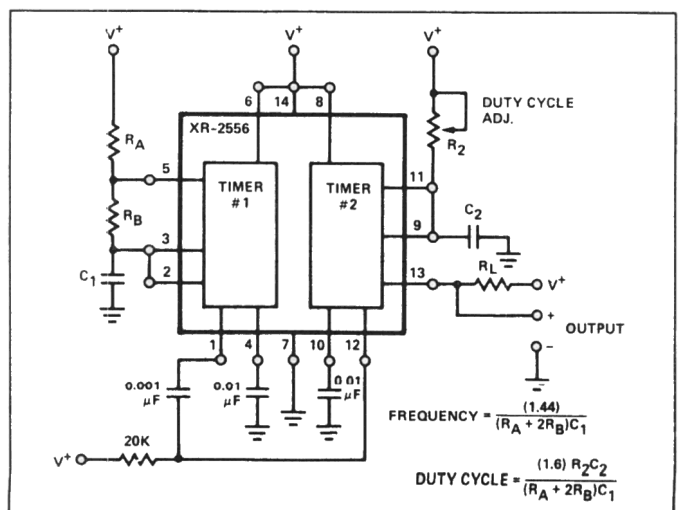 V+ V+ V+
6 14 8
DUTY CYCLE
ADJ.
XR-2556
RA
R2
5
TIMER
#1
TIMER
#2
11
RB
C2
3
9
C1
2
13
RL
V+
+
OUTPUT
1 4 7 10 12
−
0.001
µF
0.01
µF
0.01
µF
FREQUENCY = (1.44)
(RA + 2RB)C1
20K
V+
DUTY CYCLE = (1.6) R2C2
(RA + 2RB)C1